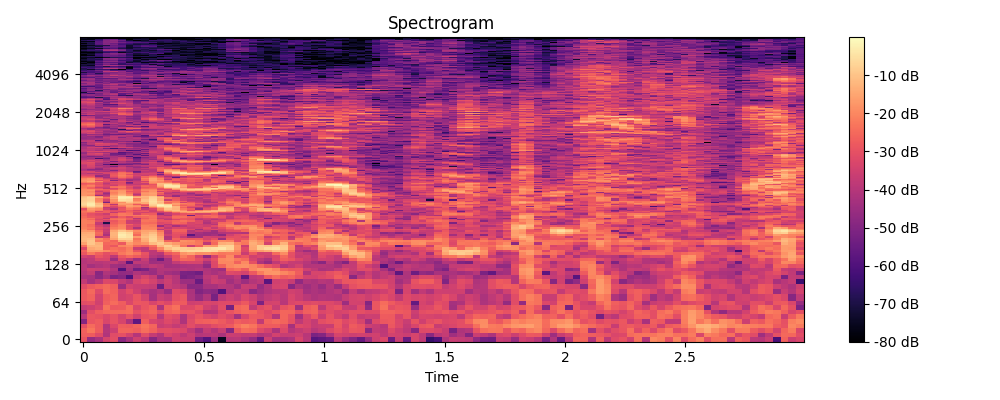 Spectrogram
Hz
4096
2048
1024
512
256
128
64
0
0
0.5
1
1.5
2
2.5
Time
-10 dB
-20 dB
-30 dB
-40 dB
-50 dB
-60 dB
-70 dB
-80 dB